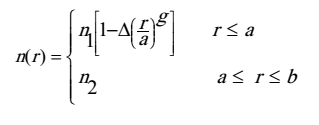 n(r) = { n₁[1−Δ(r/a)^g]   r ≤ a
n₂   a ≤ r ≤ b